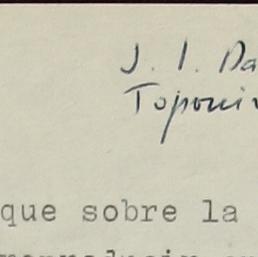 J. I. Da
Toponi
que sobre la